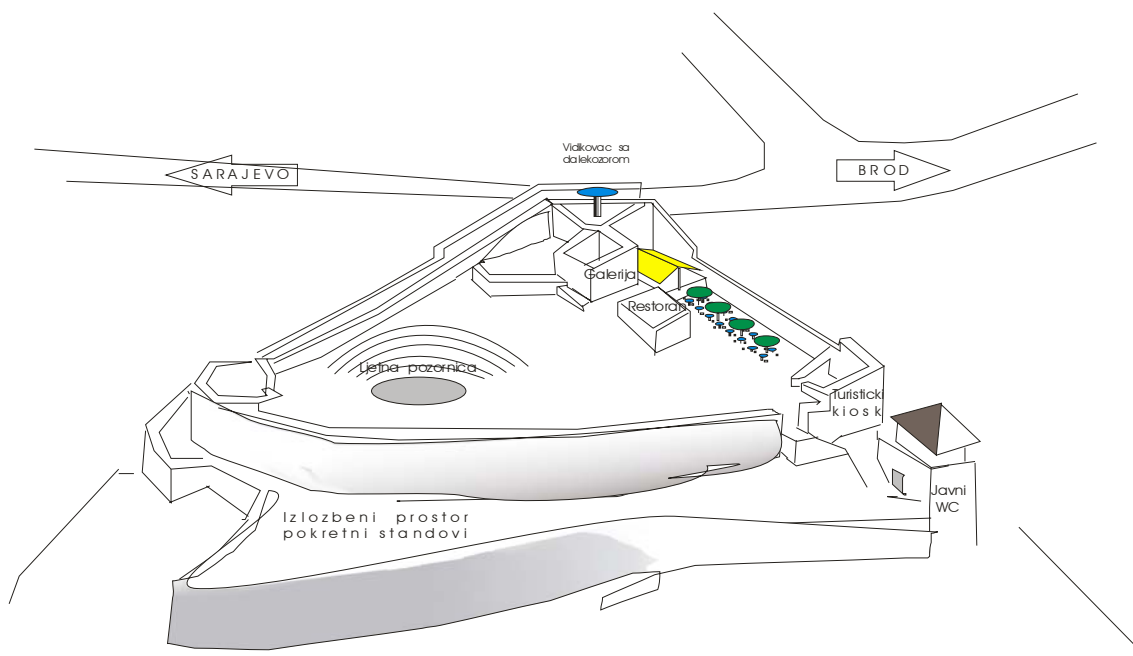 Vidikovac sa
dalekozorom
SARAJEVO
BROD
Galerija
Restoran
Ljetna pozornica
Turisticki
kiosk
Javni
WC
Izlozbeni prostor
pokretni standovi